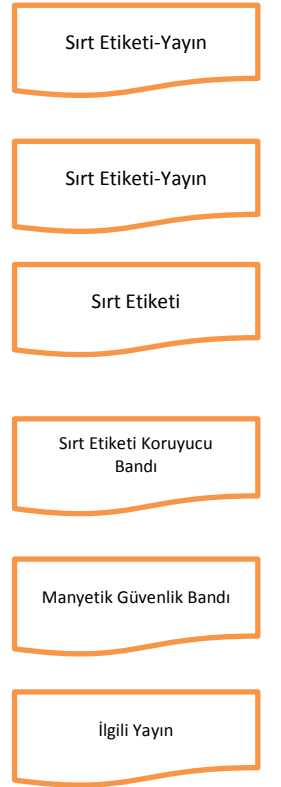 Sırt Etiketi-Yayın
Sırt Etiketi-Yayın
Sırt Etiketi
Sırt Etiketi Koruyucu
Bandı
Manyetik Güvenlik Bandı
İlgili Yayın